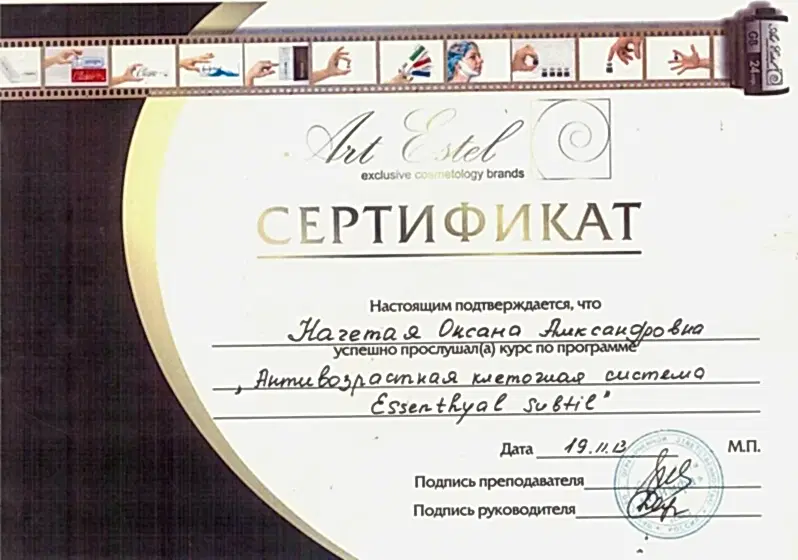 Art Estel
exclusive cosmetology brands
СЕРТИФИКАТ
Настоящим подтверждается, что
Нагетая Оксана Александровна
успешно прослушал(а) курс по программе
„Антивозрастная клеточная система
Essenthyal subtil"
Дата 19.11.13 М.П.
Подпись преподавателя
Подпись руководителя